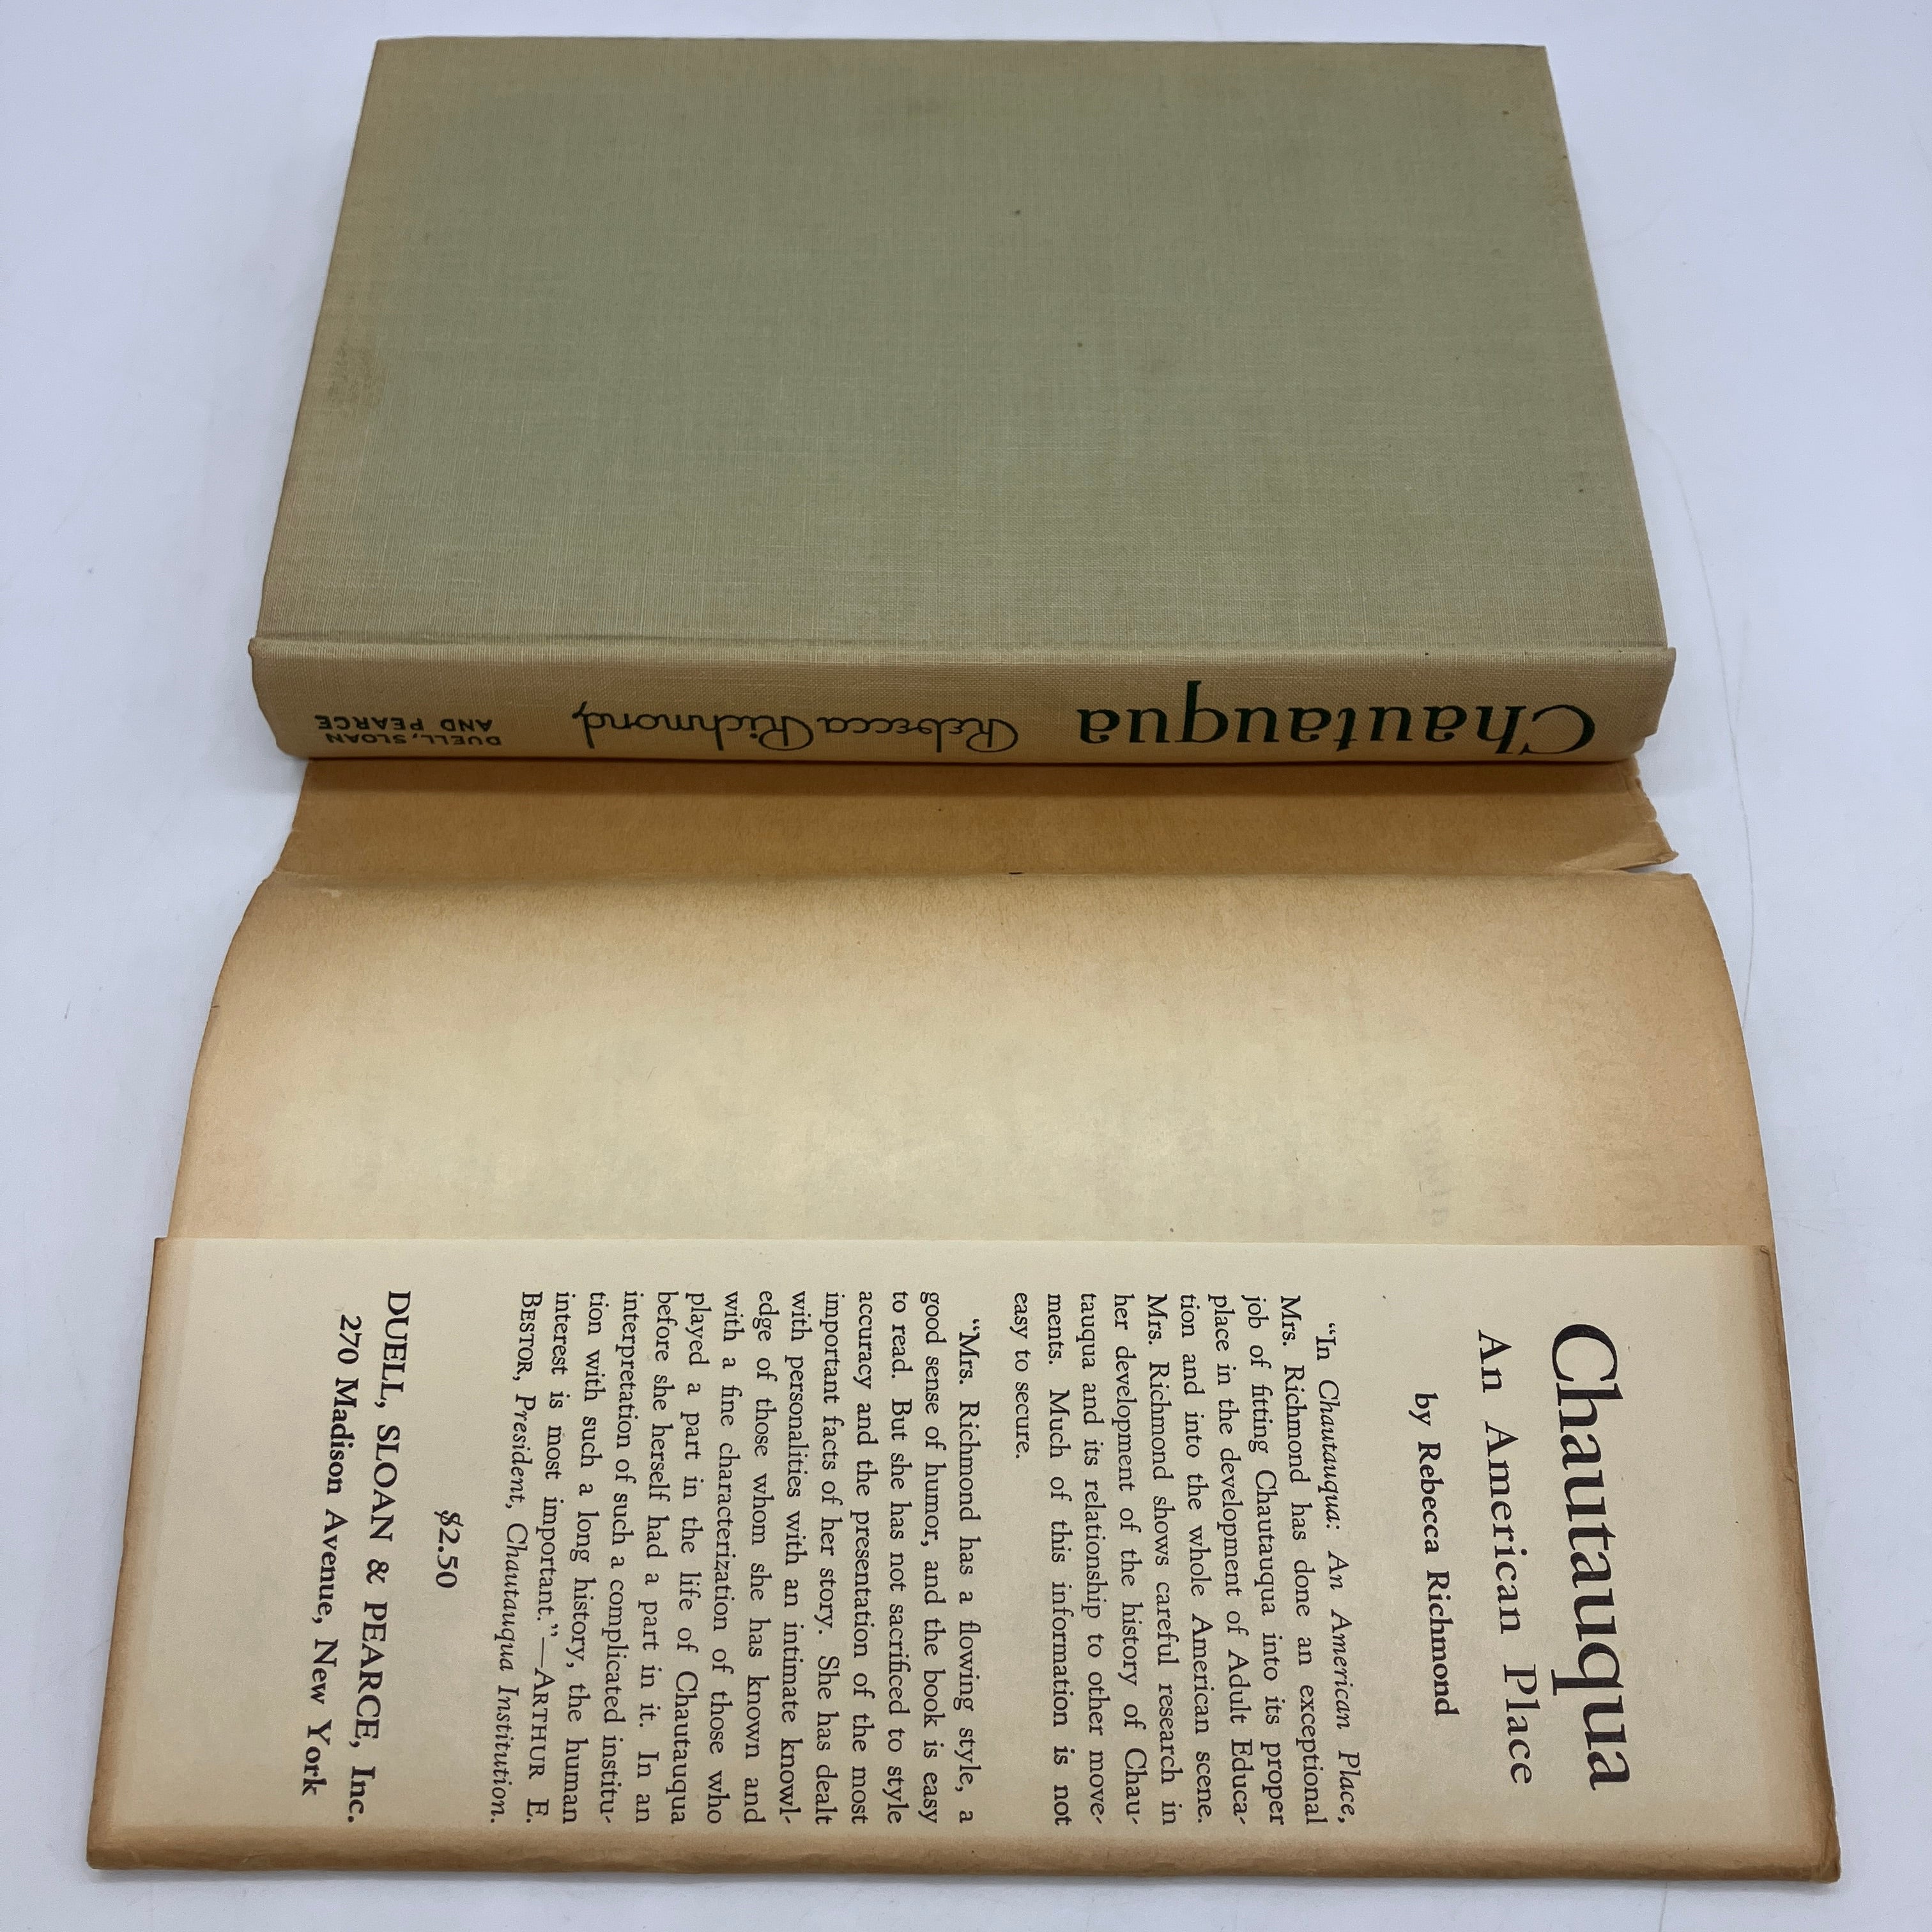 Chautauqua
Rebecca Richmond
DUELL, SLOAN
AND PEARCE
Chautauqua
An American Place
by Rebecca Richmond
“In Chautauqua: An American Place,
Mrs. Richmond has done an exceptional
job of fitting Chautauqua into its proper
place in the development of Adult Educa-
tion and into the whole American scene.
Mrs. Richmond shows careful research in
her development of the history of Chau-
tauqua and its relationship to other move-
ments. Much of this information is not
easy to secure.
“Mrs. Richmond has a flowing style, a
good sense of humor, and the book is easy
to read. But she has not sacrificed to style
accuracy and the presentation of the most
important facts of her story. She has dealt
with personalities with an intimate knowl-
edge of those whom she has known and
with a fine characterization of those who
played a part in the life of Chautauqua
before she herself had a part in it. In an
interpretation of such a complicated institu-
tion with such a long history, the human
interest is most important.”—ARTHUR E.
BESTOR, President, Chautauqua Institution.
$2.50
DUELL, SLOAN & PEARCE, Inc.
270 Madison Avenue, New York